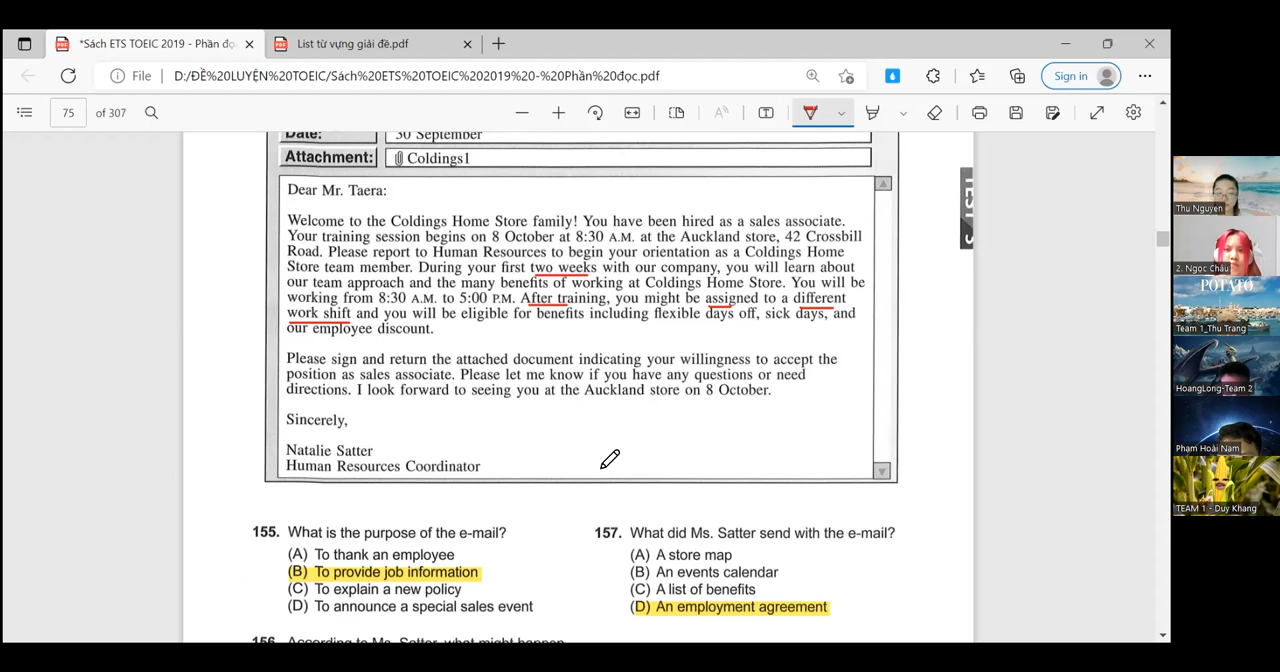 *Sách ETS TOEIC 2019 - Phần đọ
List từ vựng giải đề.pdf
File
D:/ĐỀ%20LUYỆN%20TOEIC/Sách%20ETS%20TOEIC%202019%20-%20Phần%20đọc.pdf
Sign in
75 of 307
Date: 30 September
Attachment: Coldings1
Dear Mr. Taera:
Welcome to the Coldings Home Store family! You have been hired as a sales associate.
Your training session begins on 8 October at 8:30 A.M. at the Auckland store, 42 Crossbill
Road. Please report to Human Resources to begin your orientation as a Coldings Home
Store team member. During your first two weeks with our company, you will learn about
our team approach and the many benefits of working at Coldings Home Store. You will be
working from 8:30 A.M. to 5:00 P.M. After training, you might be assigned to a different
work shift and you will be eligible for benefits including flexible days off, sick days, and
our employee discount.
Please sign and return the attached document indicating your willingness to accept the
position as sales associate. Please let me know if you have any questions or need
directions. I look forward to seeing you at the Auckland store on 8 October.
Sincerely,
Natalie Satter
Human Resources Coordinator
TEST 3
155. What is the purpose of the e-mail?
(A) To thank an employee
(B) To provide job information
(C) To explain a new policy
(D) To announce a special sales event
156. According to Ms. Satter, what might happen
157. What did Ms. Satter send with the e-mail?
(A) A store map
(B) An events calendar
(C) A list of benefits
(D) An employment agreement
Thu Nguyen
2. Ngọc Châu
POTATO
Team 1_Thu Trang
HoangLong-Team 2
Phạm Hoài Nam
TEAM 1 - Duy Khang